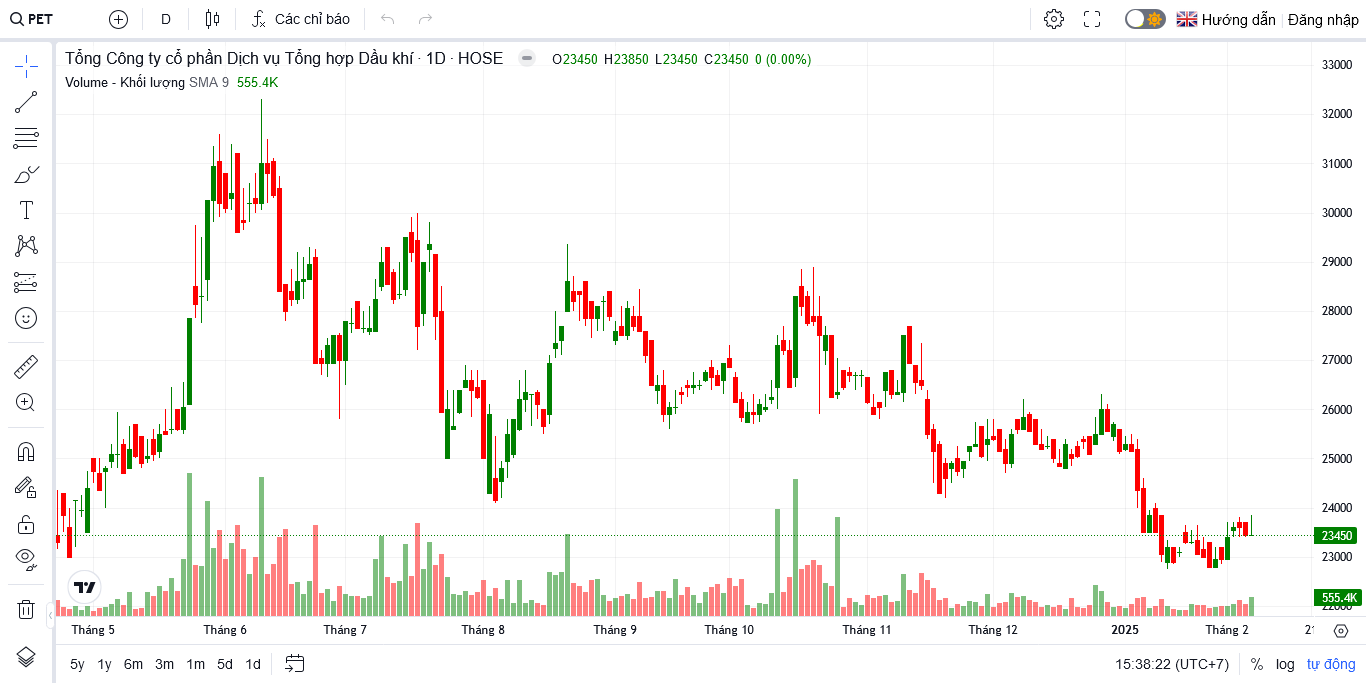 PET D Các chỉ báo Hướng dẫn Đăng nhập
Tổng Công ty cổ phần Dịch vụ Tổng hợp Dầu khí · 1D · HOSE O23450 H23850 L23450 C23450 0 (0.00%)
Volume - Khối lượng SMA 9 555.4K
33000
32000
31000
30000
29000
28000
27000
26000
25000
24000
23450
23000
555.4K
22000
Tháng 5 Tháng 6 Tháng 7 Tháng 8 Tháng 9 Tháng 10 Tháng 11 Tháng 12 2025 Tháng 2 21
5y 1y 6m 3m 1m 5d 1d 15:38:22 (UTC+7) % log tự động